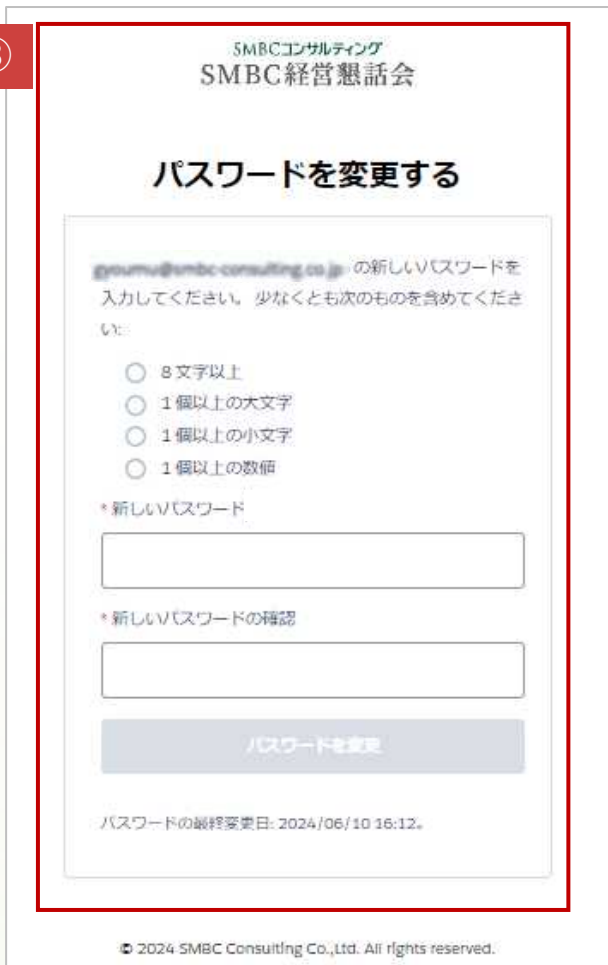 ③
SMBCコンサルティング
SMBC経営懇話会
パスワードを変更する
の新しいパスワードを
入力してください。 少なくとも次のものを含めてくださ
い:
8 文字以上
1 個以上の大文字
1 個以上の小文字
1 個以上の数値
* 新しいパスワード
* 新しいパスワードの確認
パスワードを変更
パスワードの最終変更日: 2024/06/10 16:12。
© 2024 SMBC Consulting Co.,Ltd. All rights reserved.